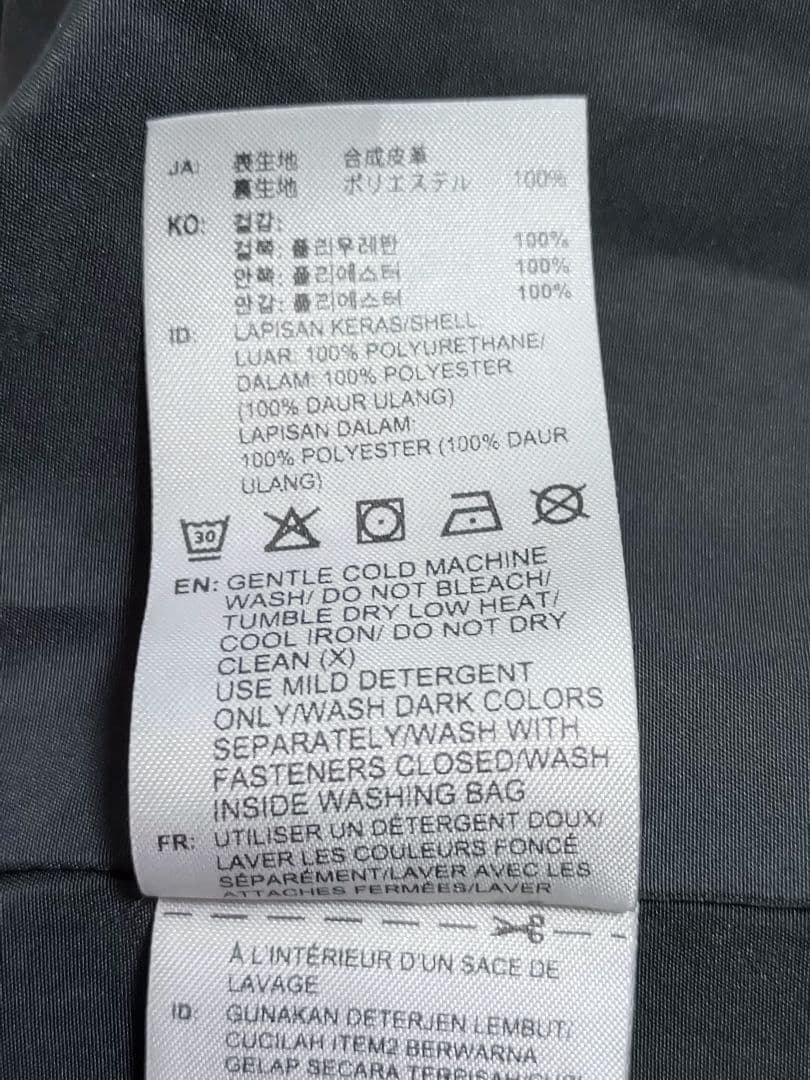 JA: 表生地 合成皮革
裏生地 ポリエステル 100%
KO: 겉감:
겉쪽: 폴리우레탄 100%
안쪽: 폴리에스터 100%
안감: 폴리에스터 100%
ID: LAPISAN KERAS/SHELL:
LUAR: 100% POLYURETHANE/
DALAM: 100% POLYESTER
(100% DAUR ULANG)
LAPISAN DALAM:
100% POLYESTER (100% DAUR
ULANG)
30
EN: GENTLE COLD MACHINE
WASH/ DO NOT BLEACH/
TUMBLE DRY LOW HEAT/
COOL IRON/ DO NOT DRY
CLEAN (X)
USE MILD DETERGENT
ONLY/WASH DARK COLORS
SEPARATELY/WASH WITH
FASTENERS CLOSED/WASH
INSIDE WASHING BAG
FR: UTILISER UN DÉTERGENT DOUX/
LAVER LES COULEURS FONCÉ
SÉPARÉMENT/LAVER AVEC LES
ATTACHES FERMÉES/LAVER
À L'INTÉRIEUR D'UN SACE DE
LAVAGE
ID: GUNAKAN DETERJEN LEMBUT/
CUCILAH ITEM2 BERWARNA
GELAP SECARA